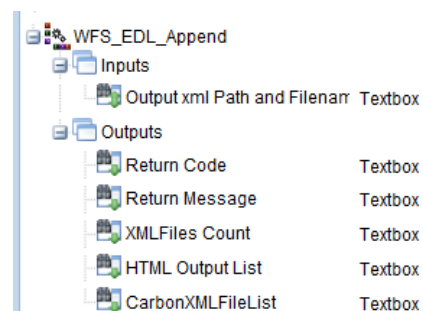 WFS_EDL_Append
Inputs
Output xml Path and Filenam Textbox
Outputs
Return Code Textbox
Return Message Textbox
XMLFiles Count Textbox
HTML Output List Textbox
CarbonXMLFileList Textbox